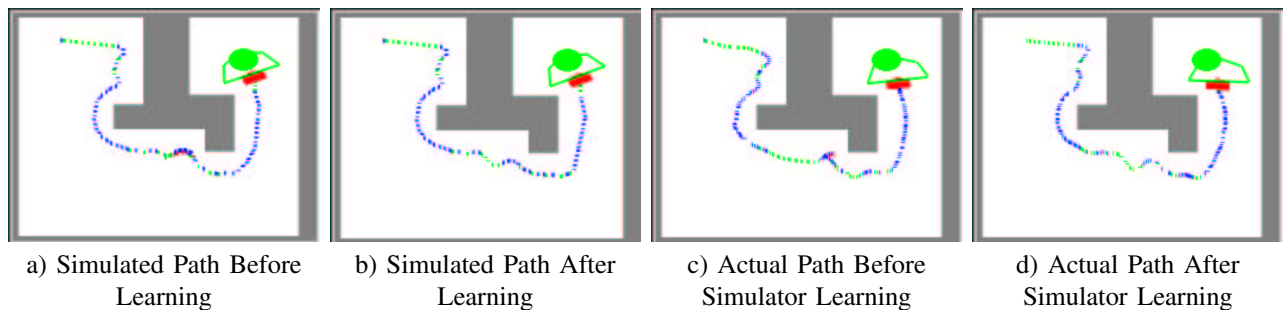 a) Simulated Path Before
Learning
b) Simulated Path After
Learning
c) Actual Path Before
Simulator Learning
d) Actual Path After
Simulator Learning